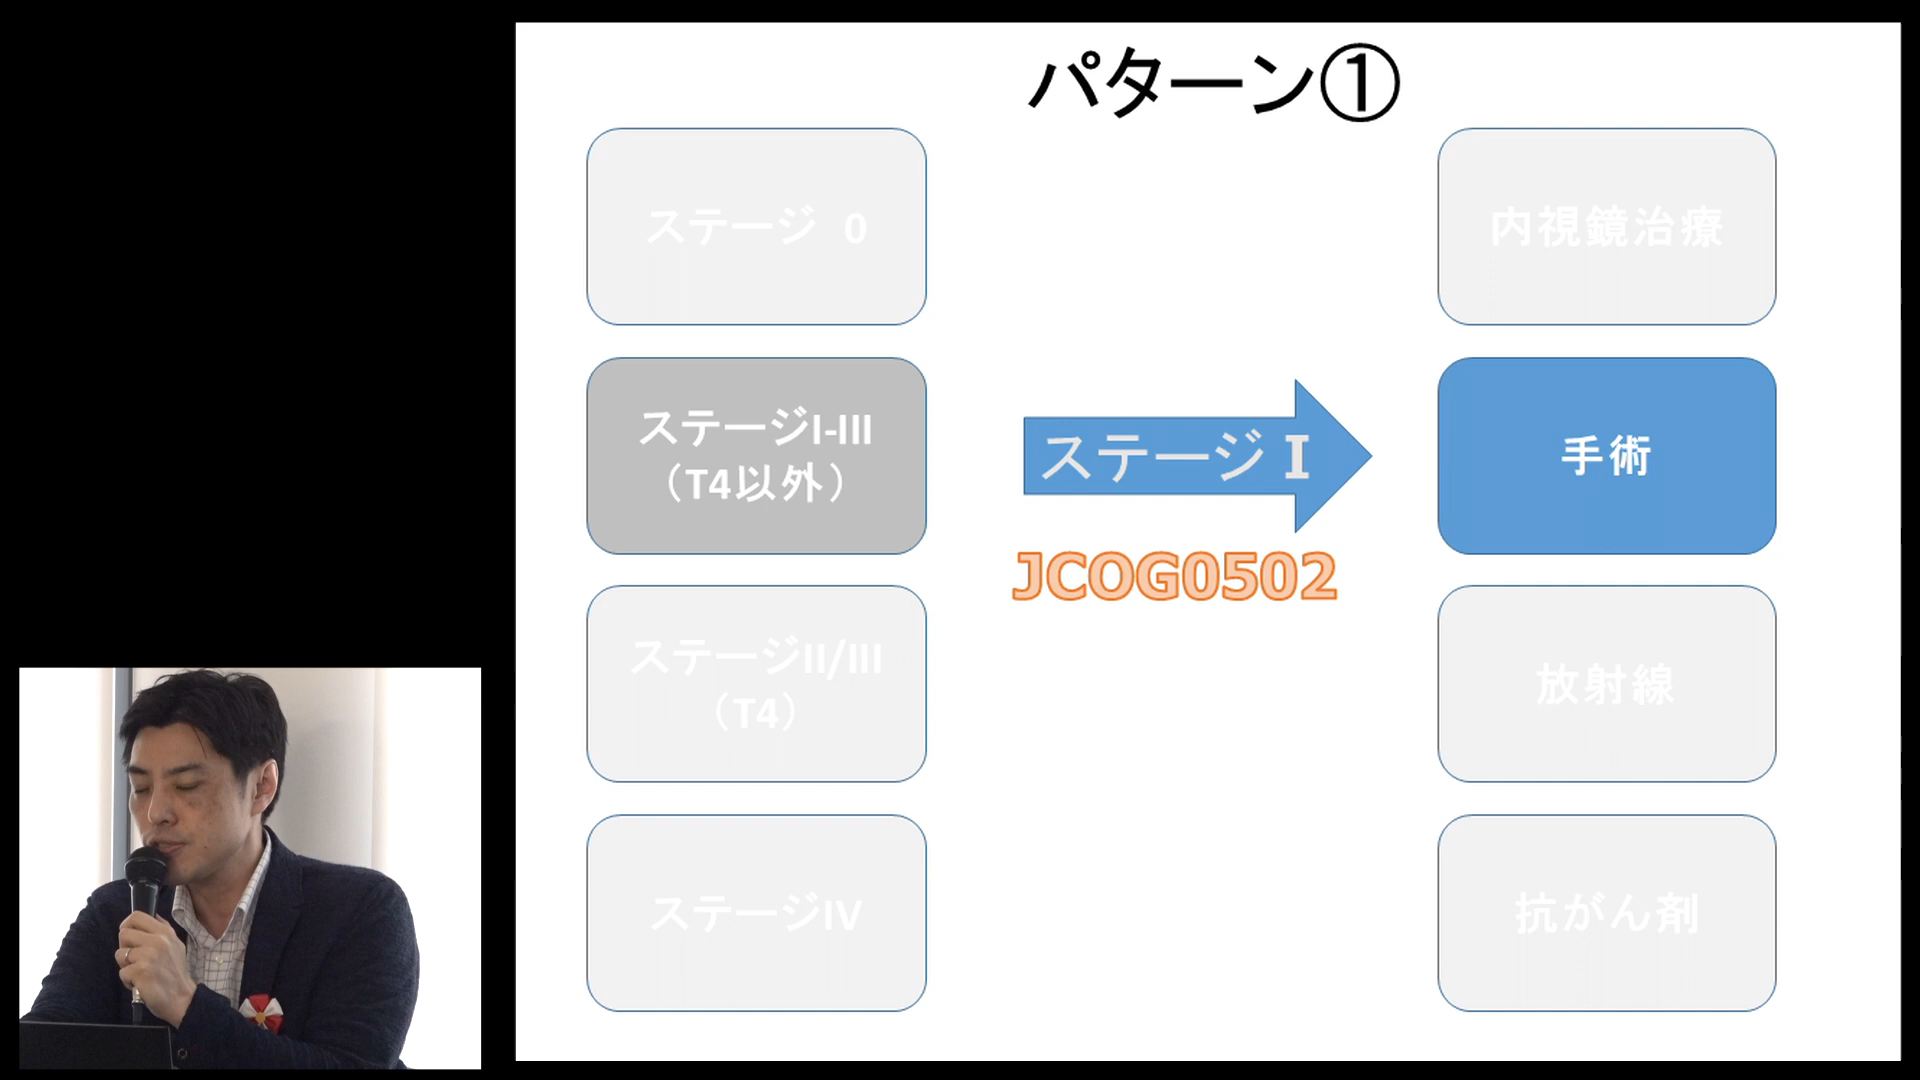 パターン①
ステージ 0
内視鏡治療
ステージI-III
（T4以外）
ステージ I
手術
JCOG0502
ステージII/III
（T4）
放射線
ステージIV
抗がん剤